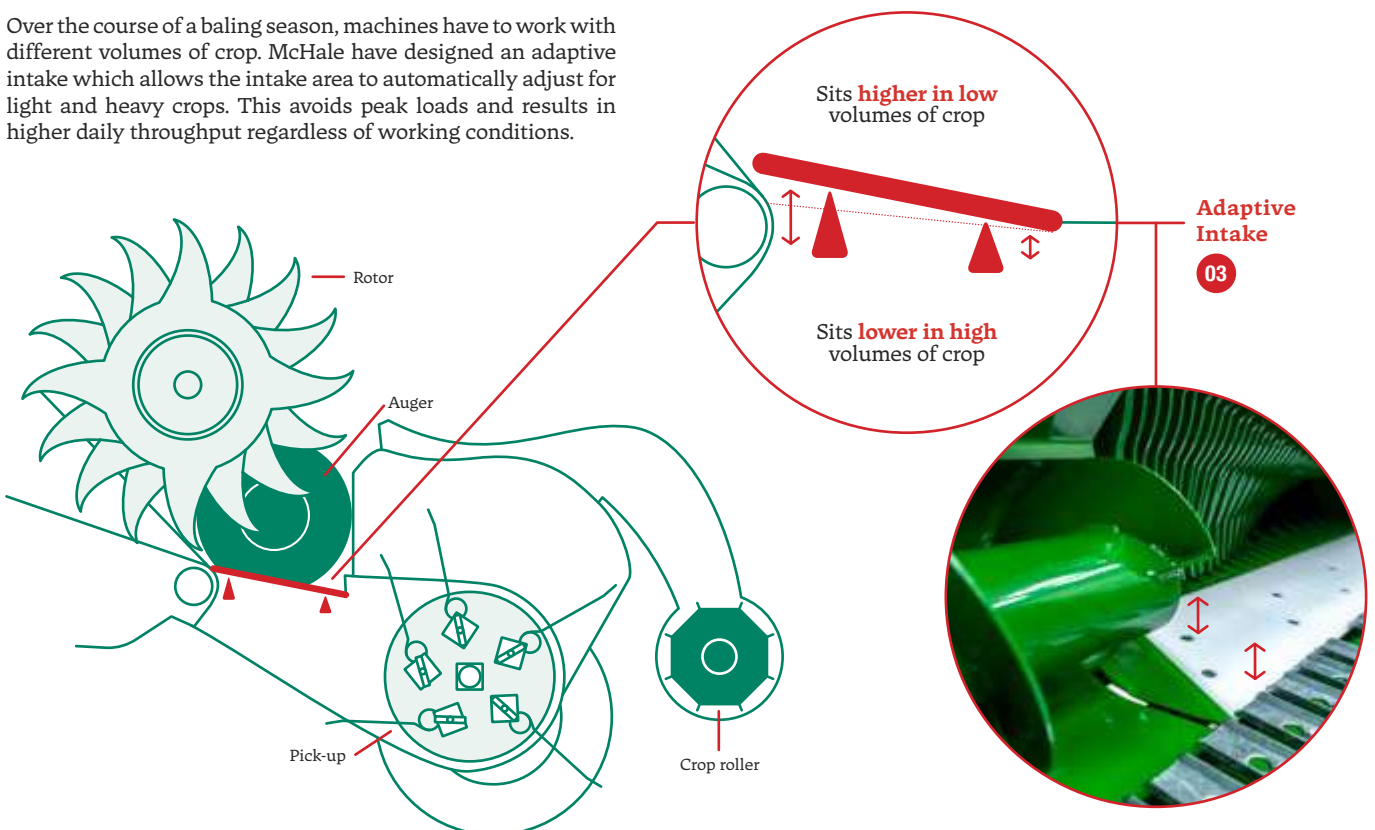 Over the course of a baling season, machines have to work with
different volumes of crop. McHale have designed an adaptive
intake which allows the intake area to automatically adjust for
light and heavy crops. This avoids peak loads and results in
higher daily throughput regardless of working conditions.
Sits higher in low
volumes of crop
Sits lower in high
volumes of crop
Adaptive
Intake
03
Rotor
Auger
Pick-up
Crop roller